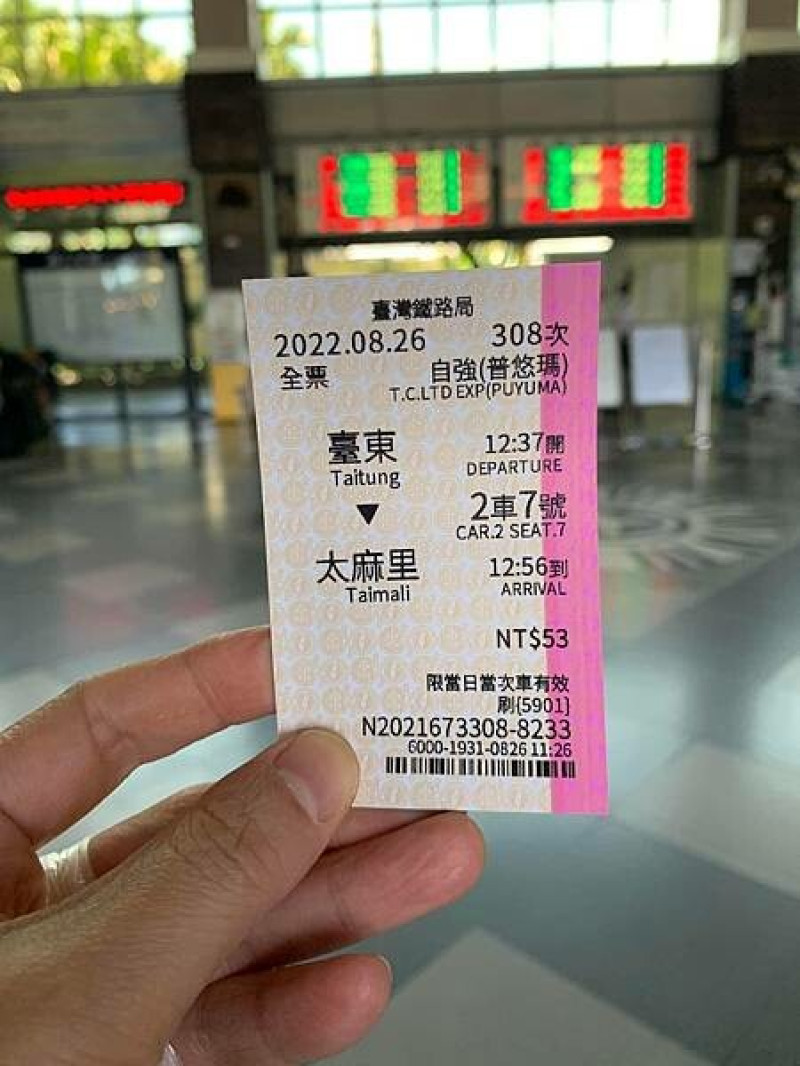 臺灣鐵路局
2022.08.26 308次
全票 自強(普悠瑪)
T.C.LTD EXP(PUYUMA)
臺東 12:37開
Taitung DEPARTURE
▼ 2車7號
CAR.2 SEAT.7
太麻里 12:56到
Taimali ARRIVAL
NT$53
限當日當次車有效
刷[5901]
N2021673308-8233
6000-1931-0826 11:26